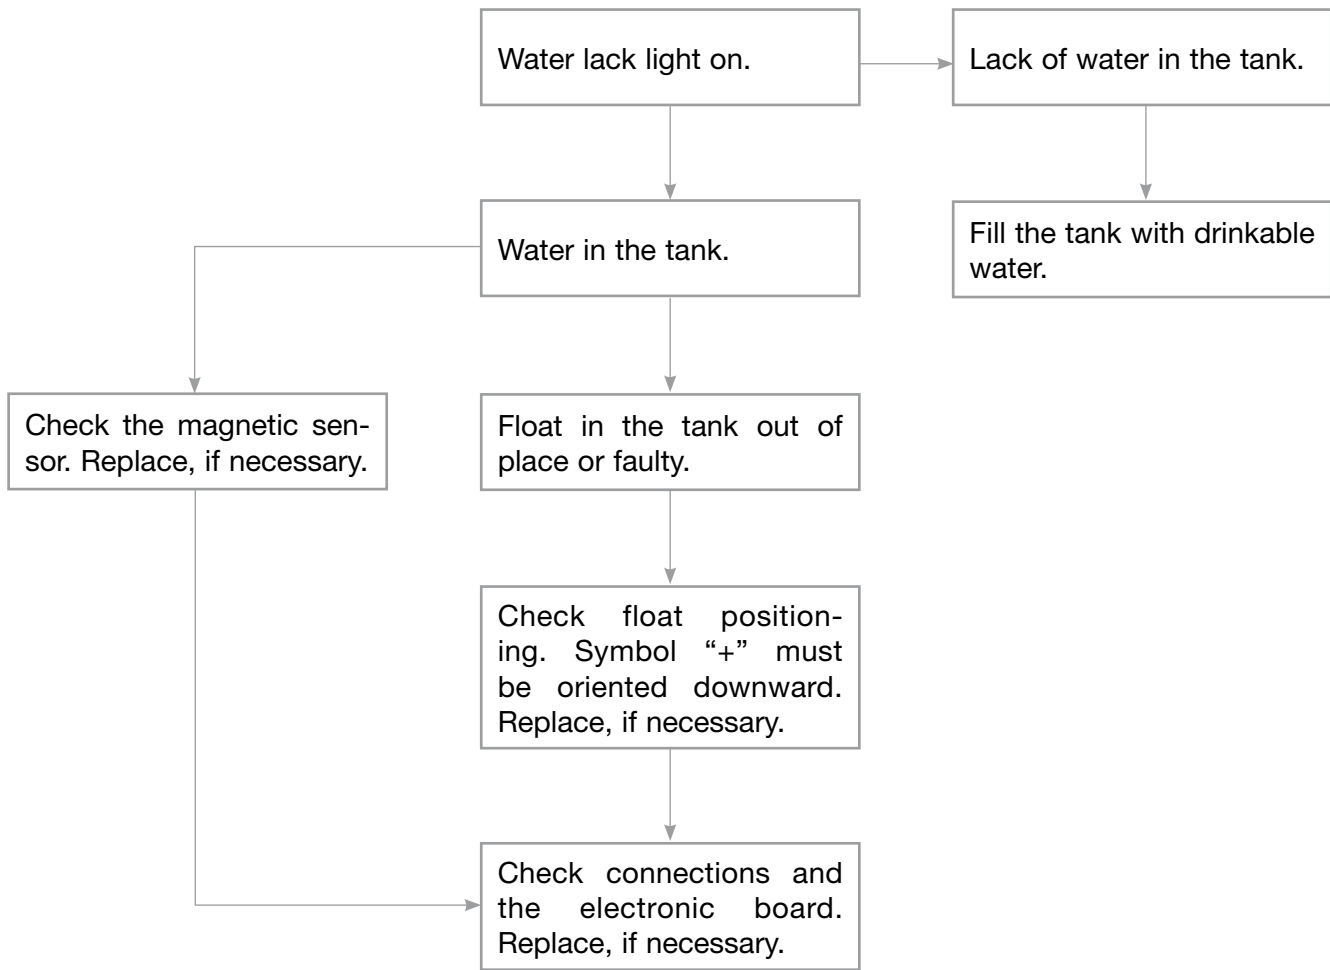 Water lack light on.
Lack of water in the tank.
Water in the tank.
Fill the tank with drinkable
water.
Check the magnetic sen-
sor. Replace, if necessary.
Float in the tank out of
place or faulty.
Check float position-
ing. Symbol “+” must
be oriented downward.
Replace, if necessary.
Check connections and
the electronic board.
Replace, if necessary.